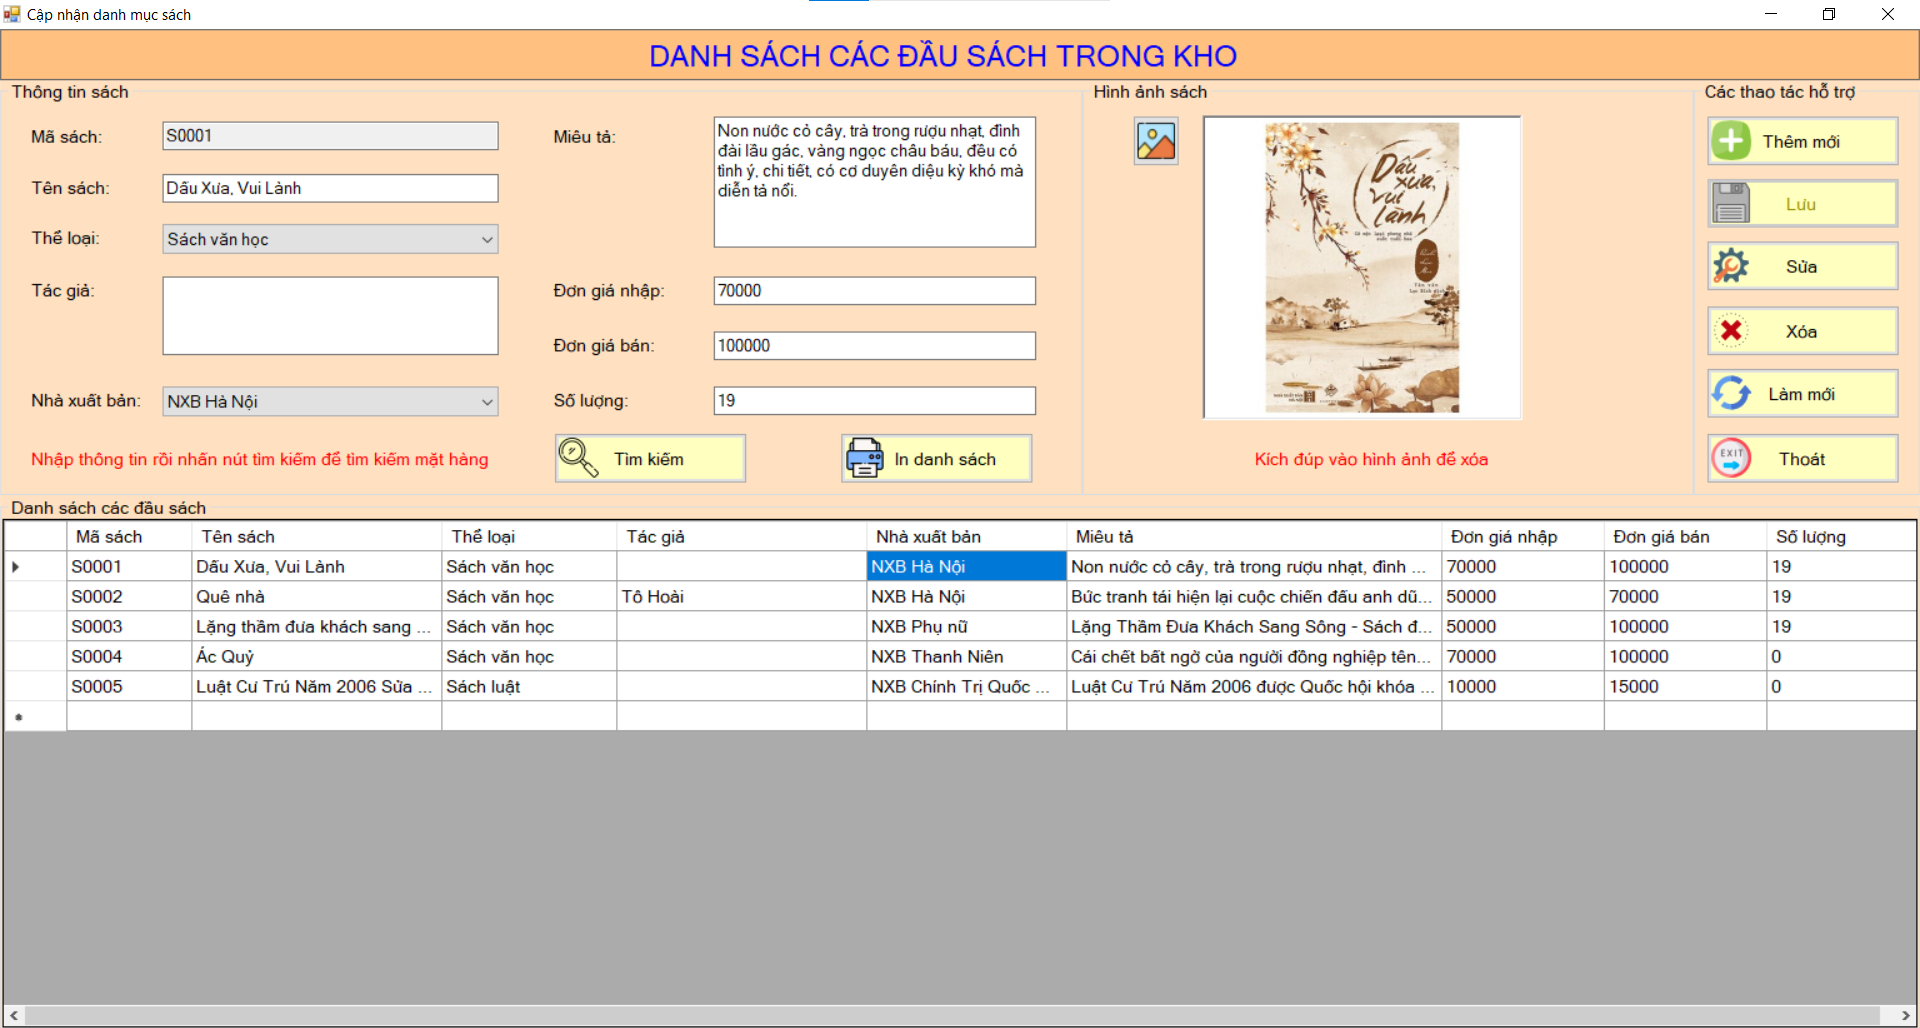 Cập nhận danh mục sách
DANH SÁCH CÁC ĐẦU SÁCH TRONG KHO
Thông tin sách
Mã sách: S0001
Tên sách: Dấu Xưa, Vui Lành
Thể loại: Sách văn học
Tác giả:
Nhà xuất bản: NXB Hà Nội
Nhập thông tin rồi nhấn nút tìm kiếm để tìm kiếm mặt hàng
Miêu tả:
Non nước cỏ cây, trà trong rượu nhạt, đình
đài lầu gác, vàng ngọc châu báu, đều có
tình ý, chi tiết, có cơ duyên diệu kỳ khó mà
diễn tả nổi.
Đơn giá nhập: 70000
Đơn giá bán: 100000
Số lượng: 19
Tìm kiếm
In danh sách
Hình ảnh sách
Dấu
xưa,
vui
lành
Kích đúp vào hình ảnh để xóa
Các thao tác hỗ trợ
Thêm mới
Lưu
Sửa
Xóa
Làm mới
EXIT
Thoát
Danh sách các đầu sách
Mã sách Tên sách Thể loại Tác giả Nhà xuất bản Miêu tả Đơn giá nhập Đơn giá bán Số lượng
S0001 Dấu Xưa, Vui Lành Sách văn học NXB Hà Nội Non nước cỏ cây, trà trong rượu nhạt, đình ... 70000 100000 19
S0002 Quê nhà Sách văn học Tô Hoài NXB Hà Nội Bức tranh tái hiện lại cuộc chiến đấu anh dũ... 50000 70000 19
S0003 Lặng thầm đưa khách sang ... Sách văn học NXB Phụ nữ Lặng Thầm Đưa Khách Sang Sông - Sách đ... 50000 100000 19
S0004 Ác Quỷ Sách văn học NXB Thanh Niên Cái chết bất ngờ của người đồng nghiệp tên... 70000 100000 0
S0005 Luật Cư Trú Năm 2006 Sửa ... Sách luật NXB Chính Trị Quốc ... Luật Cư Trú Năm 2006 được Quốc hội khóa ... 10000 15000 0